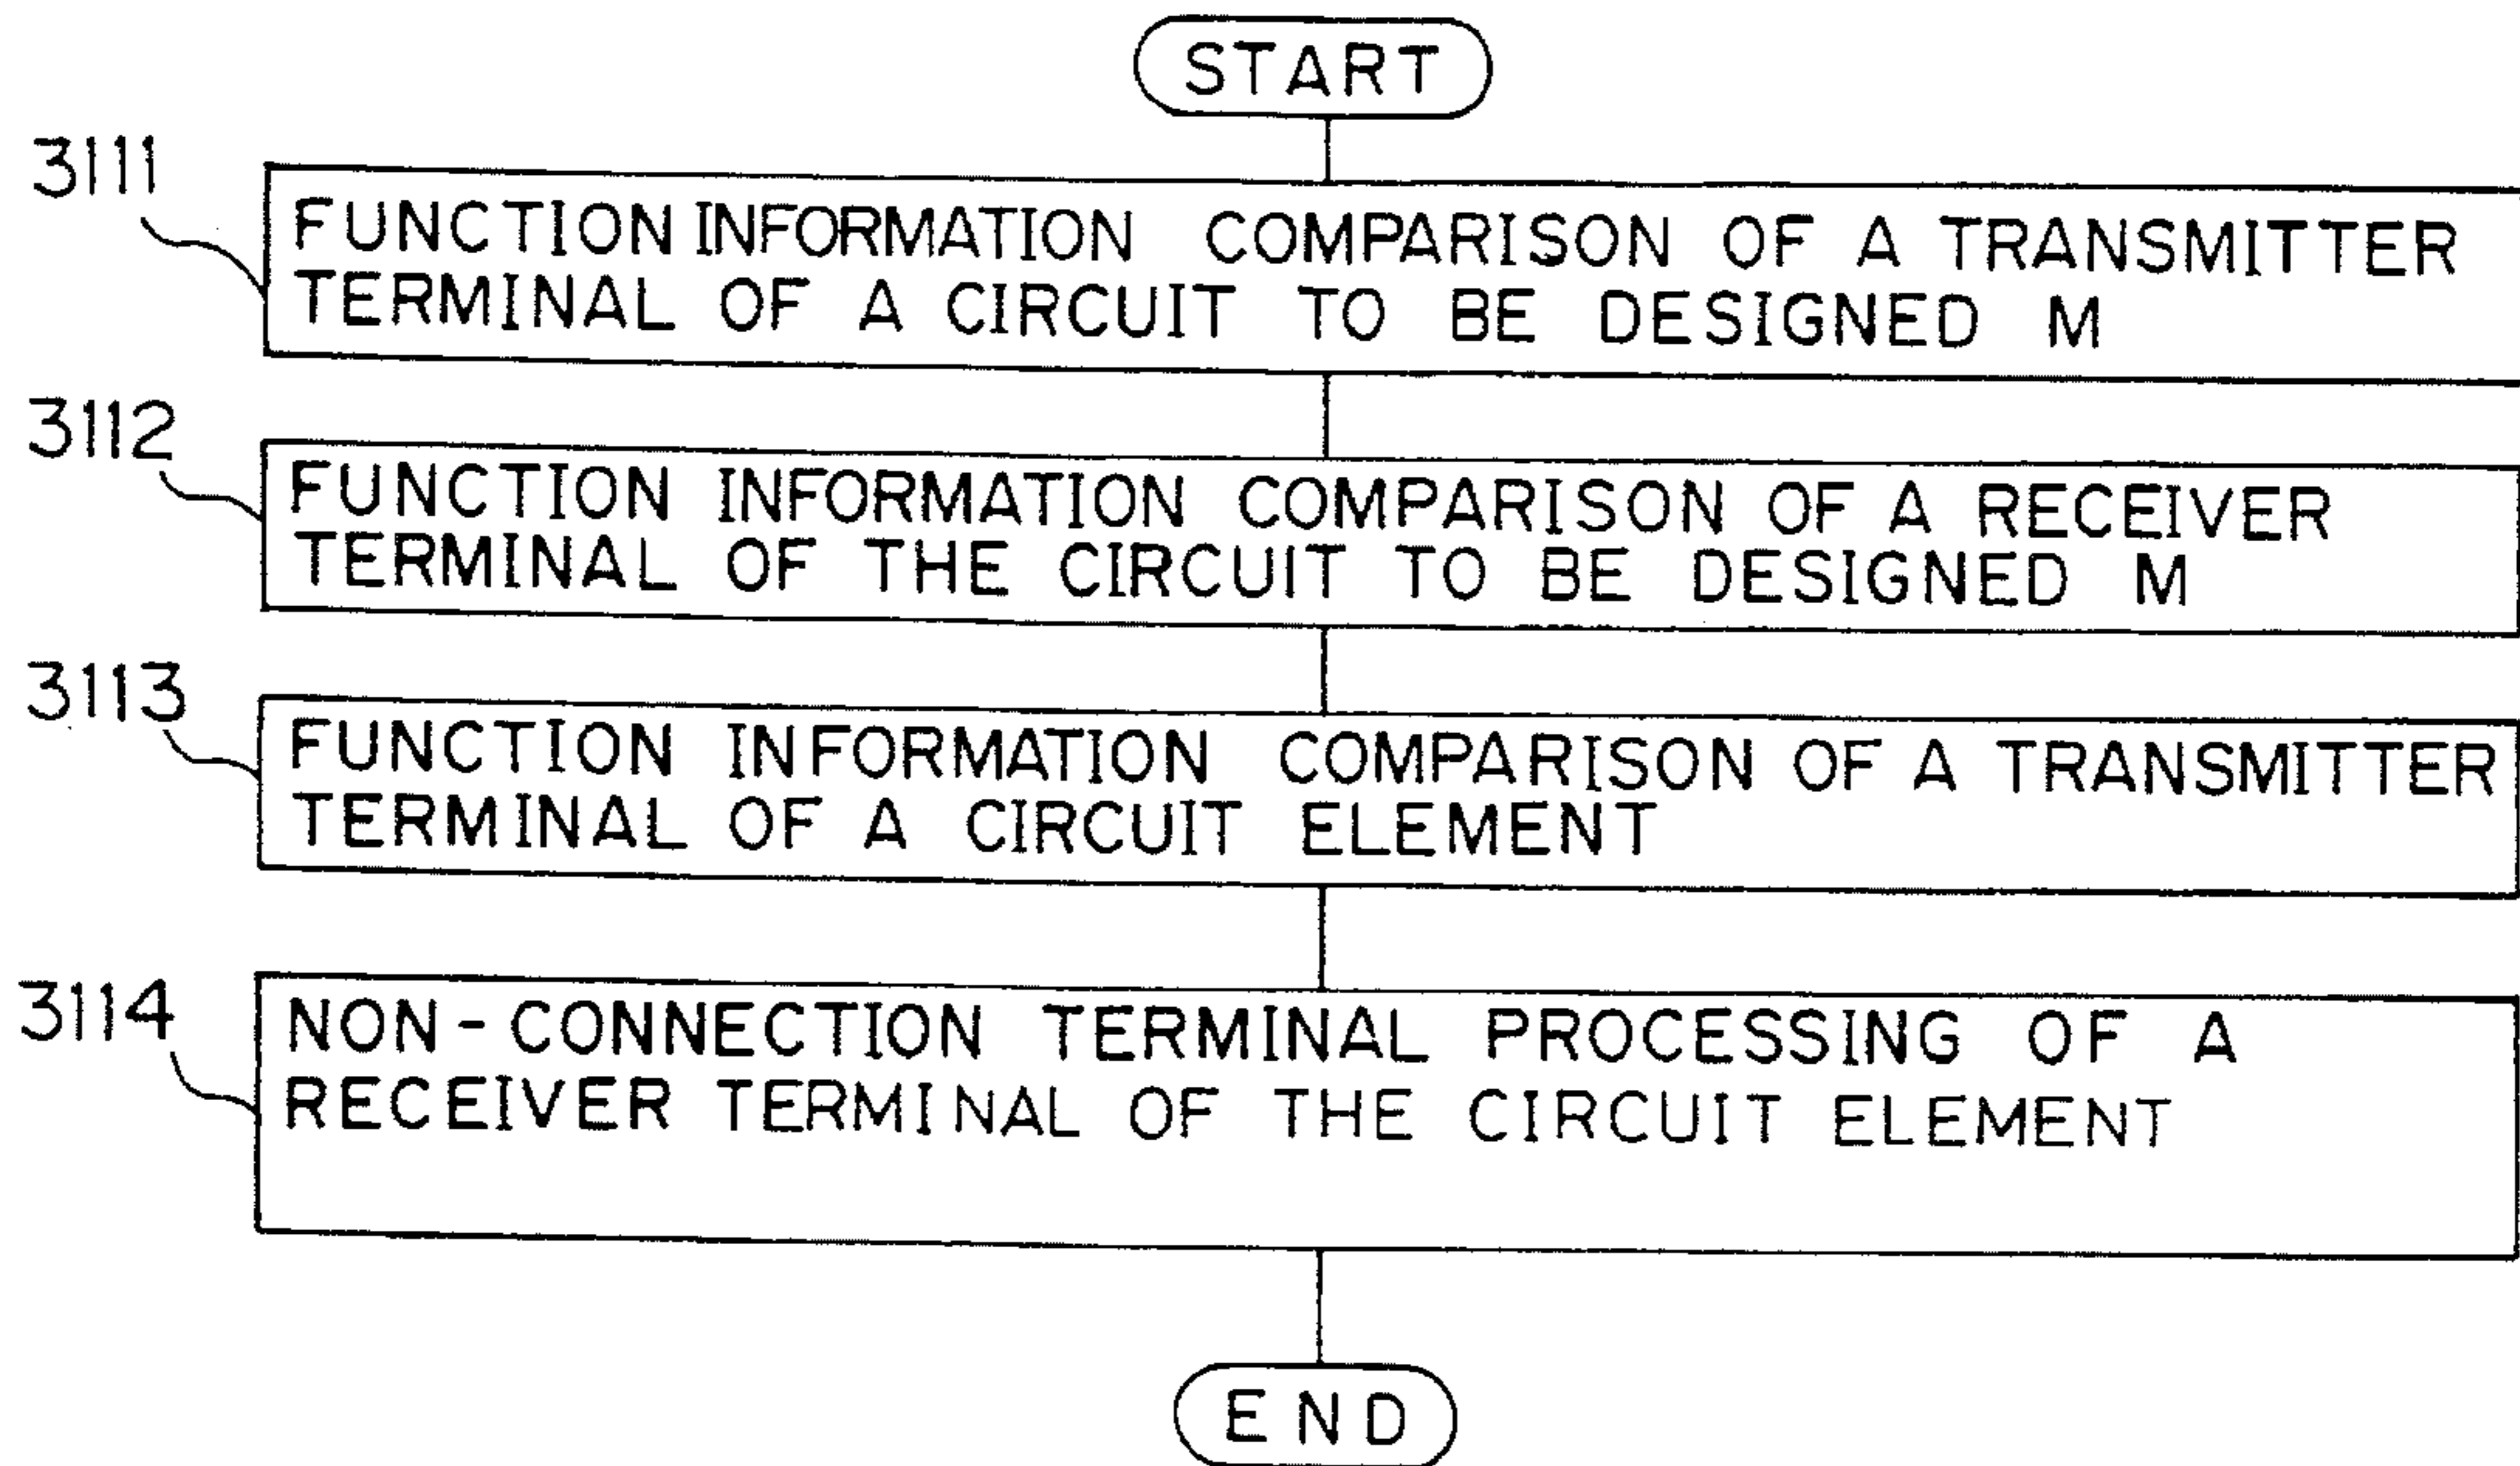 START
3111
FUNCTION INFORMATION COMPARISON OF A TRANSMITTER
TERMINAL OF A CIRCUIT TO BE DESIGNED M
3112
FUNCTION INFORMATION COMPARISON OF A RECEIVER
TERMINAL OF THE CIRCUIT TO BE DESIGNED M
3113
FUNCTION INFORMATION COMPARISON OF A TRANSMITTER
TERMINAL OF A CIRCUIT ELEMENT
3114
NON-CONNECTION TERMINAL PROCESSING OF A
RECEIVER TERMINAL OF THE CIRCUIT ELEMENT
END